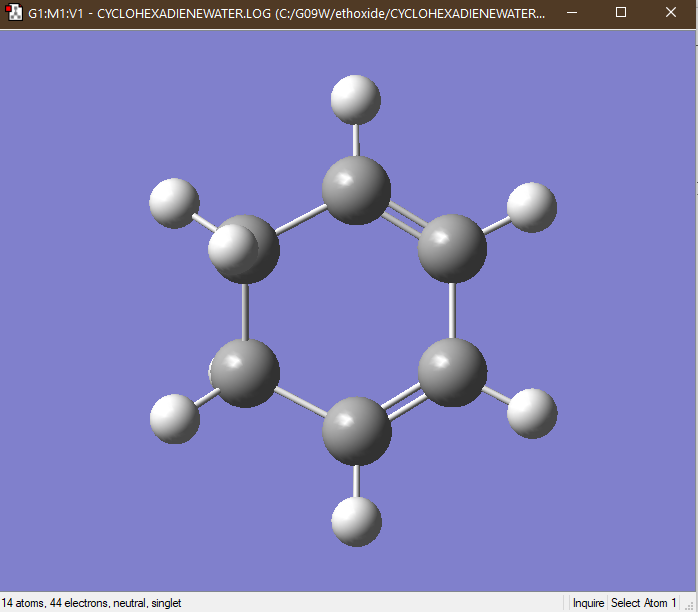 G1:M1:V1 - CYCLOHEXADIENEWATER.LOG (C:/G09W/ethoxide/CYCLOHEXADIENEWATER...
14 atoms, 44 electrons, neutral, singlet
Inquire
Select Atom 1